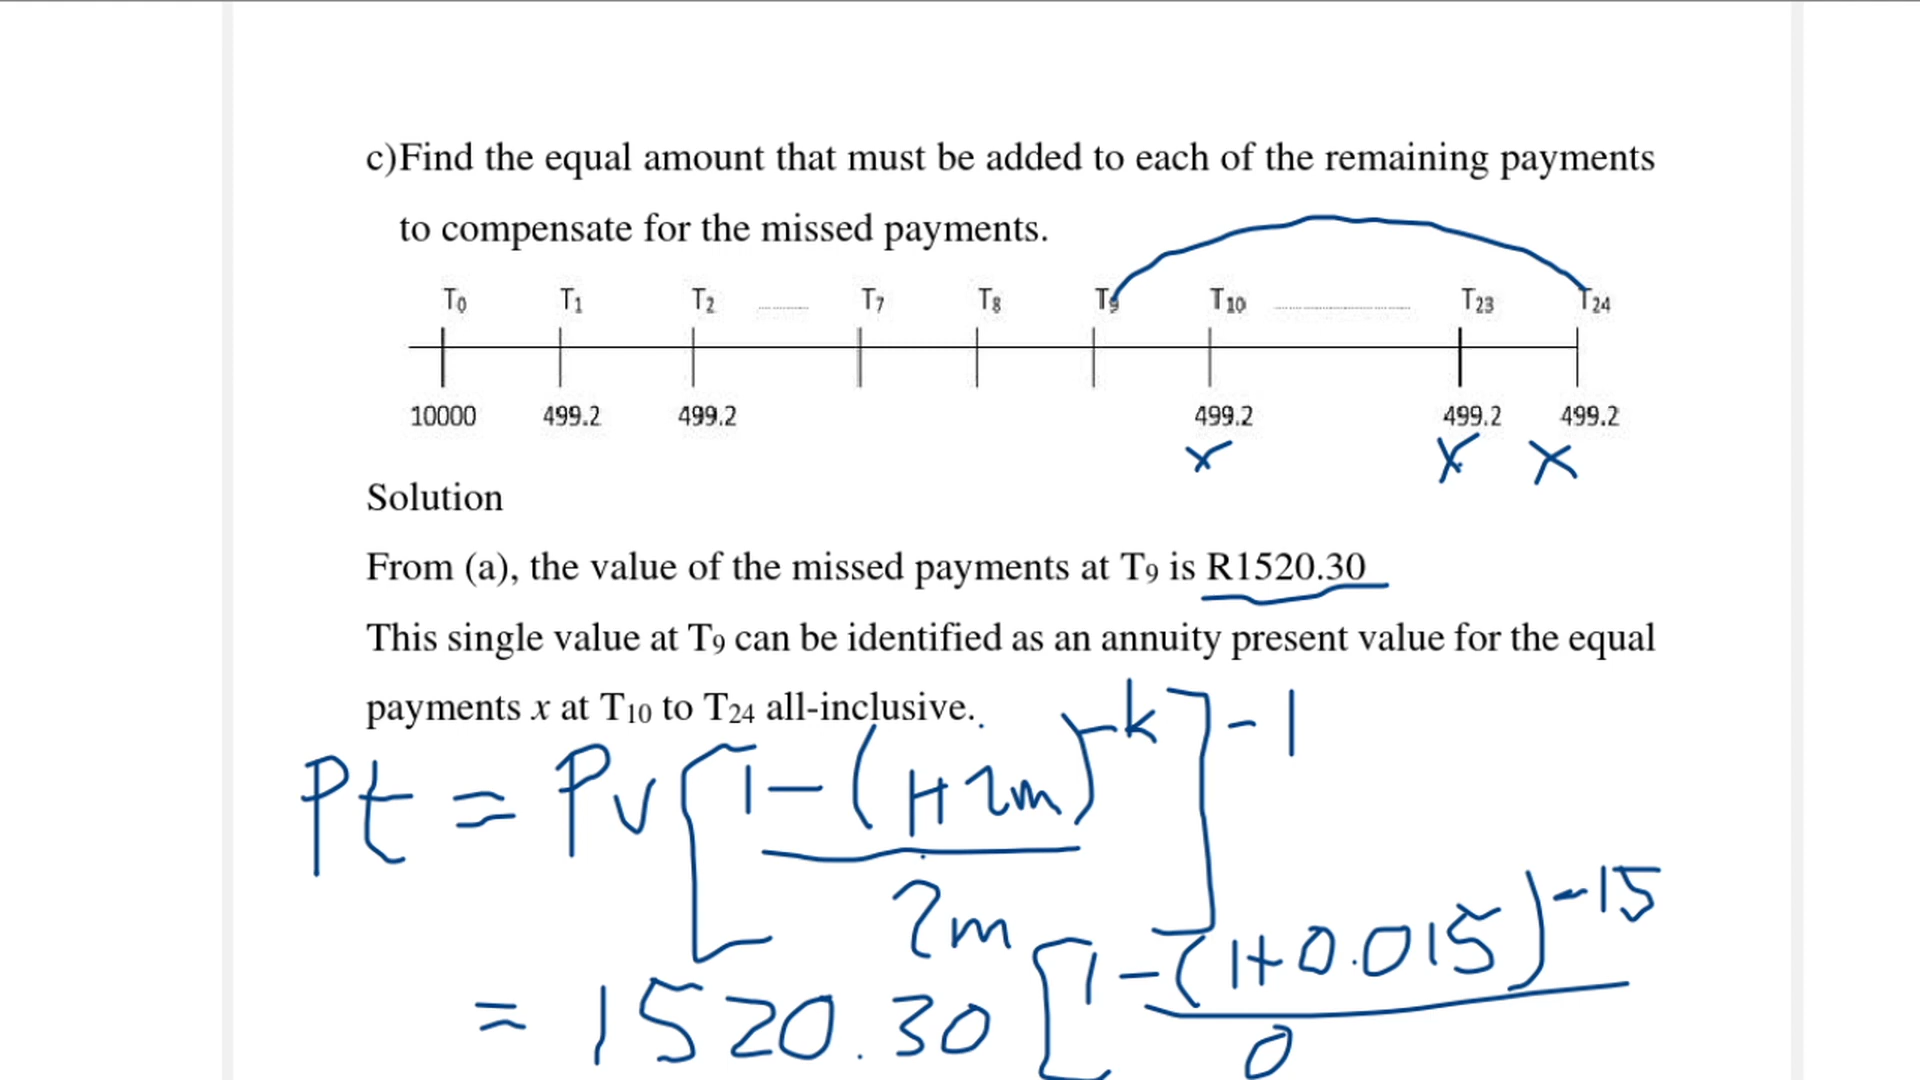 c)Find the equal amount that must be added to each of the remaining payments
to compensate for the missed payments.
T0 T1 T2 ......... T7 T8 T9 T10 ......... T23 T24
10000 499.2 499.2 499.2 499.2 499.2
x x x
Solution
From (a), the value of the missed payments at T9 is R1520.30
This single value at T9 can be identified as an annuity present value for the equal
payments x at T10 to T24 all-inclusive.
Pt = Pv [ 1 - (1+im)^-k / im ]^-1
= 1520.30 [ 1 - (1+0.015)^-15 / 0